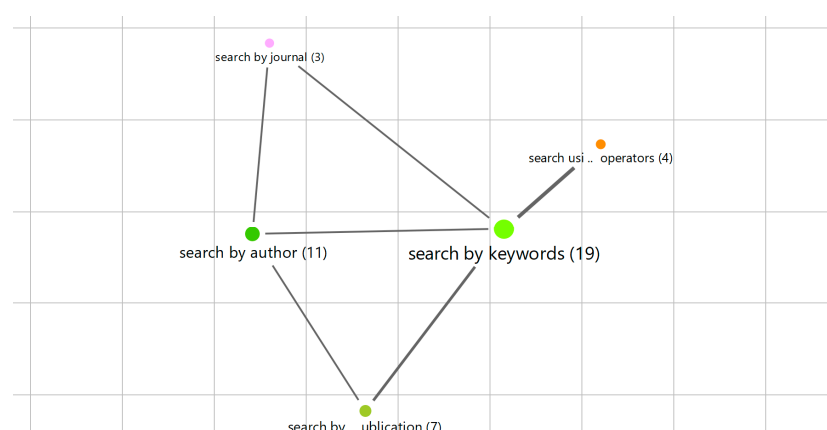 search by journal (3)
search usi .. operators (4)
search by author (11)
search by keywords (19)
search by ...ublication (7)